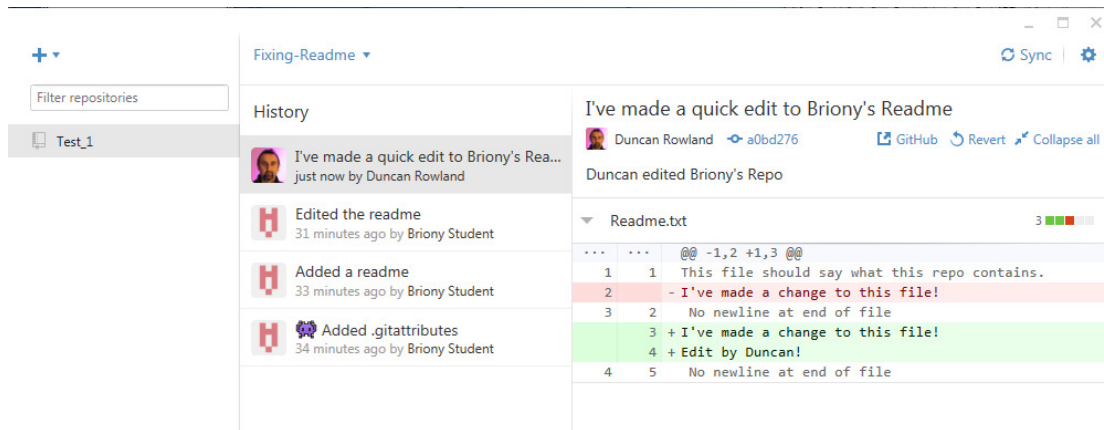 Filter repositories
Test_1
Fixing-Readme
Sync
History
I've made a quick edit to Briony's Rea...
just now by Duncan Rowland
Edited the readme
31 minutes ago by Briony Student
Added a readme
33 minutes ago by Briony Student
Added .gitattributes
34 minutes ago by Briony Student
I've made a quick edit to Briony's Readme
Duncan Rowland a0bd276 GitHub Revert Collapse all
Duncan edited Briony's Repo
Readme.txt 3
... ... @@ -1,2 +1,3 @@
1 1 This file should say what this repo contains.
2 - I've made a change to this file!
3 2 No newline at end of file
3 + I've made a change to this file!
4 + Edit by Duncan!
4 5 No newline at end of file